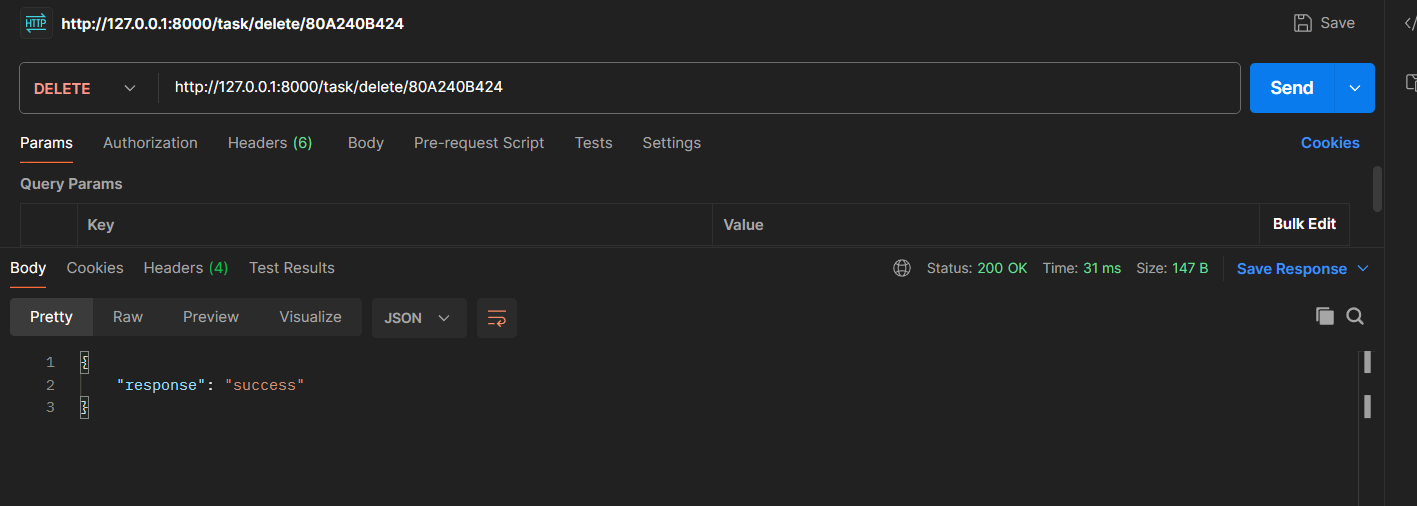 HTTP http://127.0.0.1:8000/task/delete/80A240B424 Save
DELETE http://127.0.0.1:8000/task/delete/80A240B424 Send
Params Authorization Headers (6) Body Pre-request Script Tests Settings Cookies
Query Params
Key Value Bulk Edit
Body Cookies Headers (4) Test Results Status: 200 OK Time: 31 ms Size: 147 B Save Response
Pretty Raw Preview Visualize JSON
1 {
2 "response": "success"
3 }